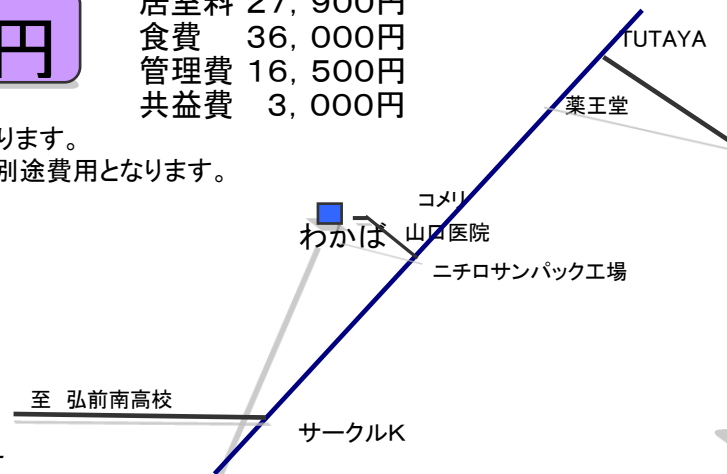 居室料 27,900円
円
食費 36,000円
管理費 16,500円
共益費 3,000円
ります。
別途費用となります。
TUTAYA
薬王堂
コメリ
わかば
山口医院
ニチロサンパック工場
至 弘前南高校
サークルK